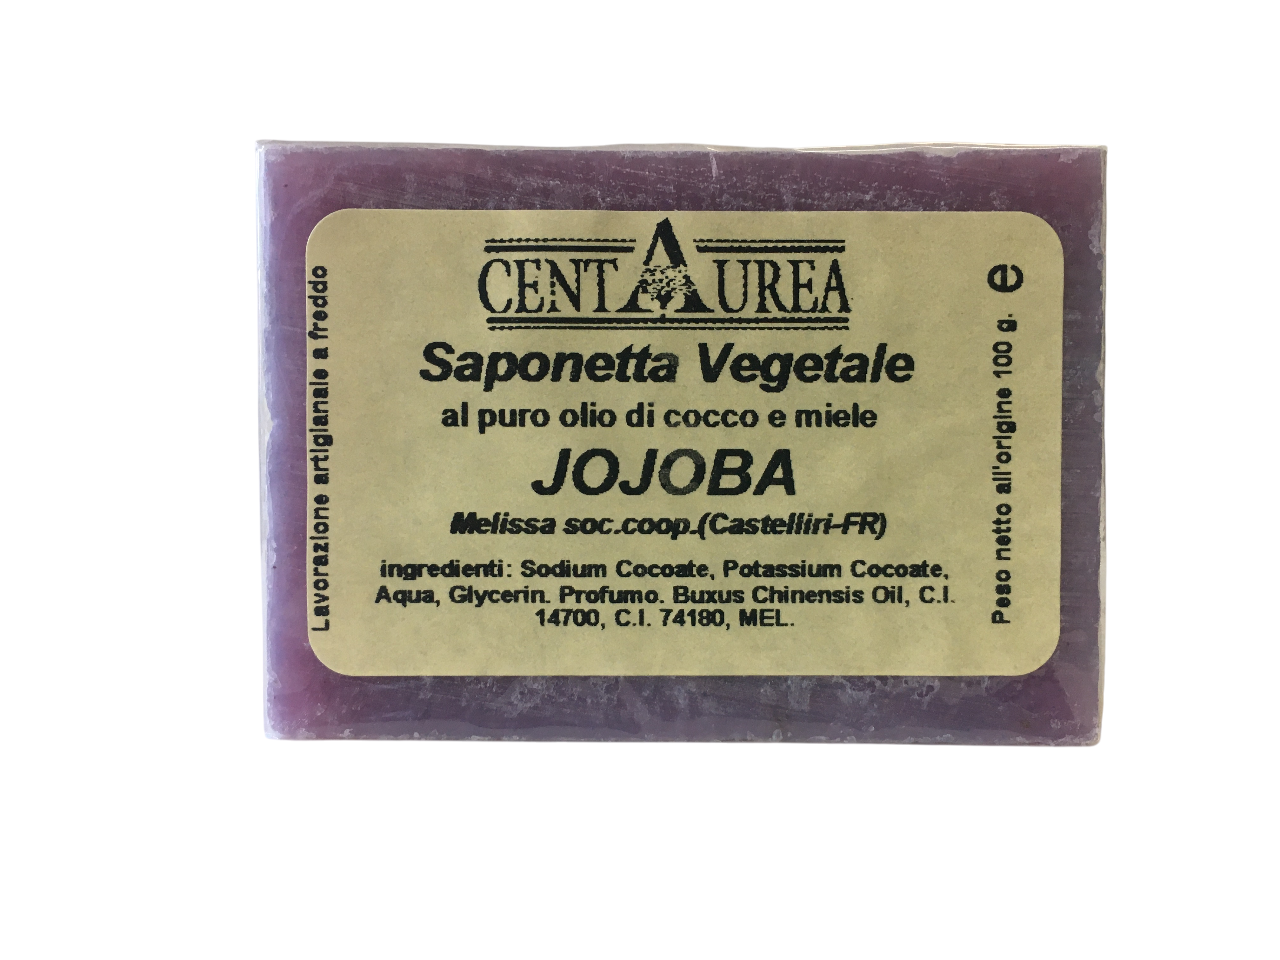 CENTAUREA
Saponetta Vegetale
al puro olio di cocco e miele
JOJOBA
Melissa soc.coop.(Castelliri-FR)
ingredienti: Sodium Cocoate, Potassium Cocoate,
Aqua, Glycerin. Profumo. Buxus Chinensis Oil, C.I.
14700, C.I. 74180, MEL.
Lavorazione artigianale a freddo
Peso netto all'origine 100 g. e